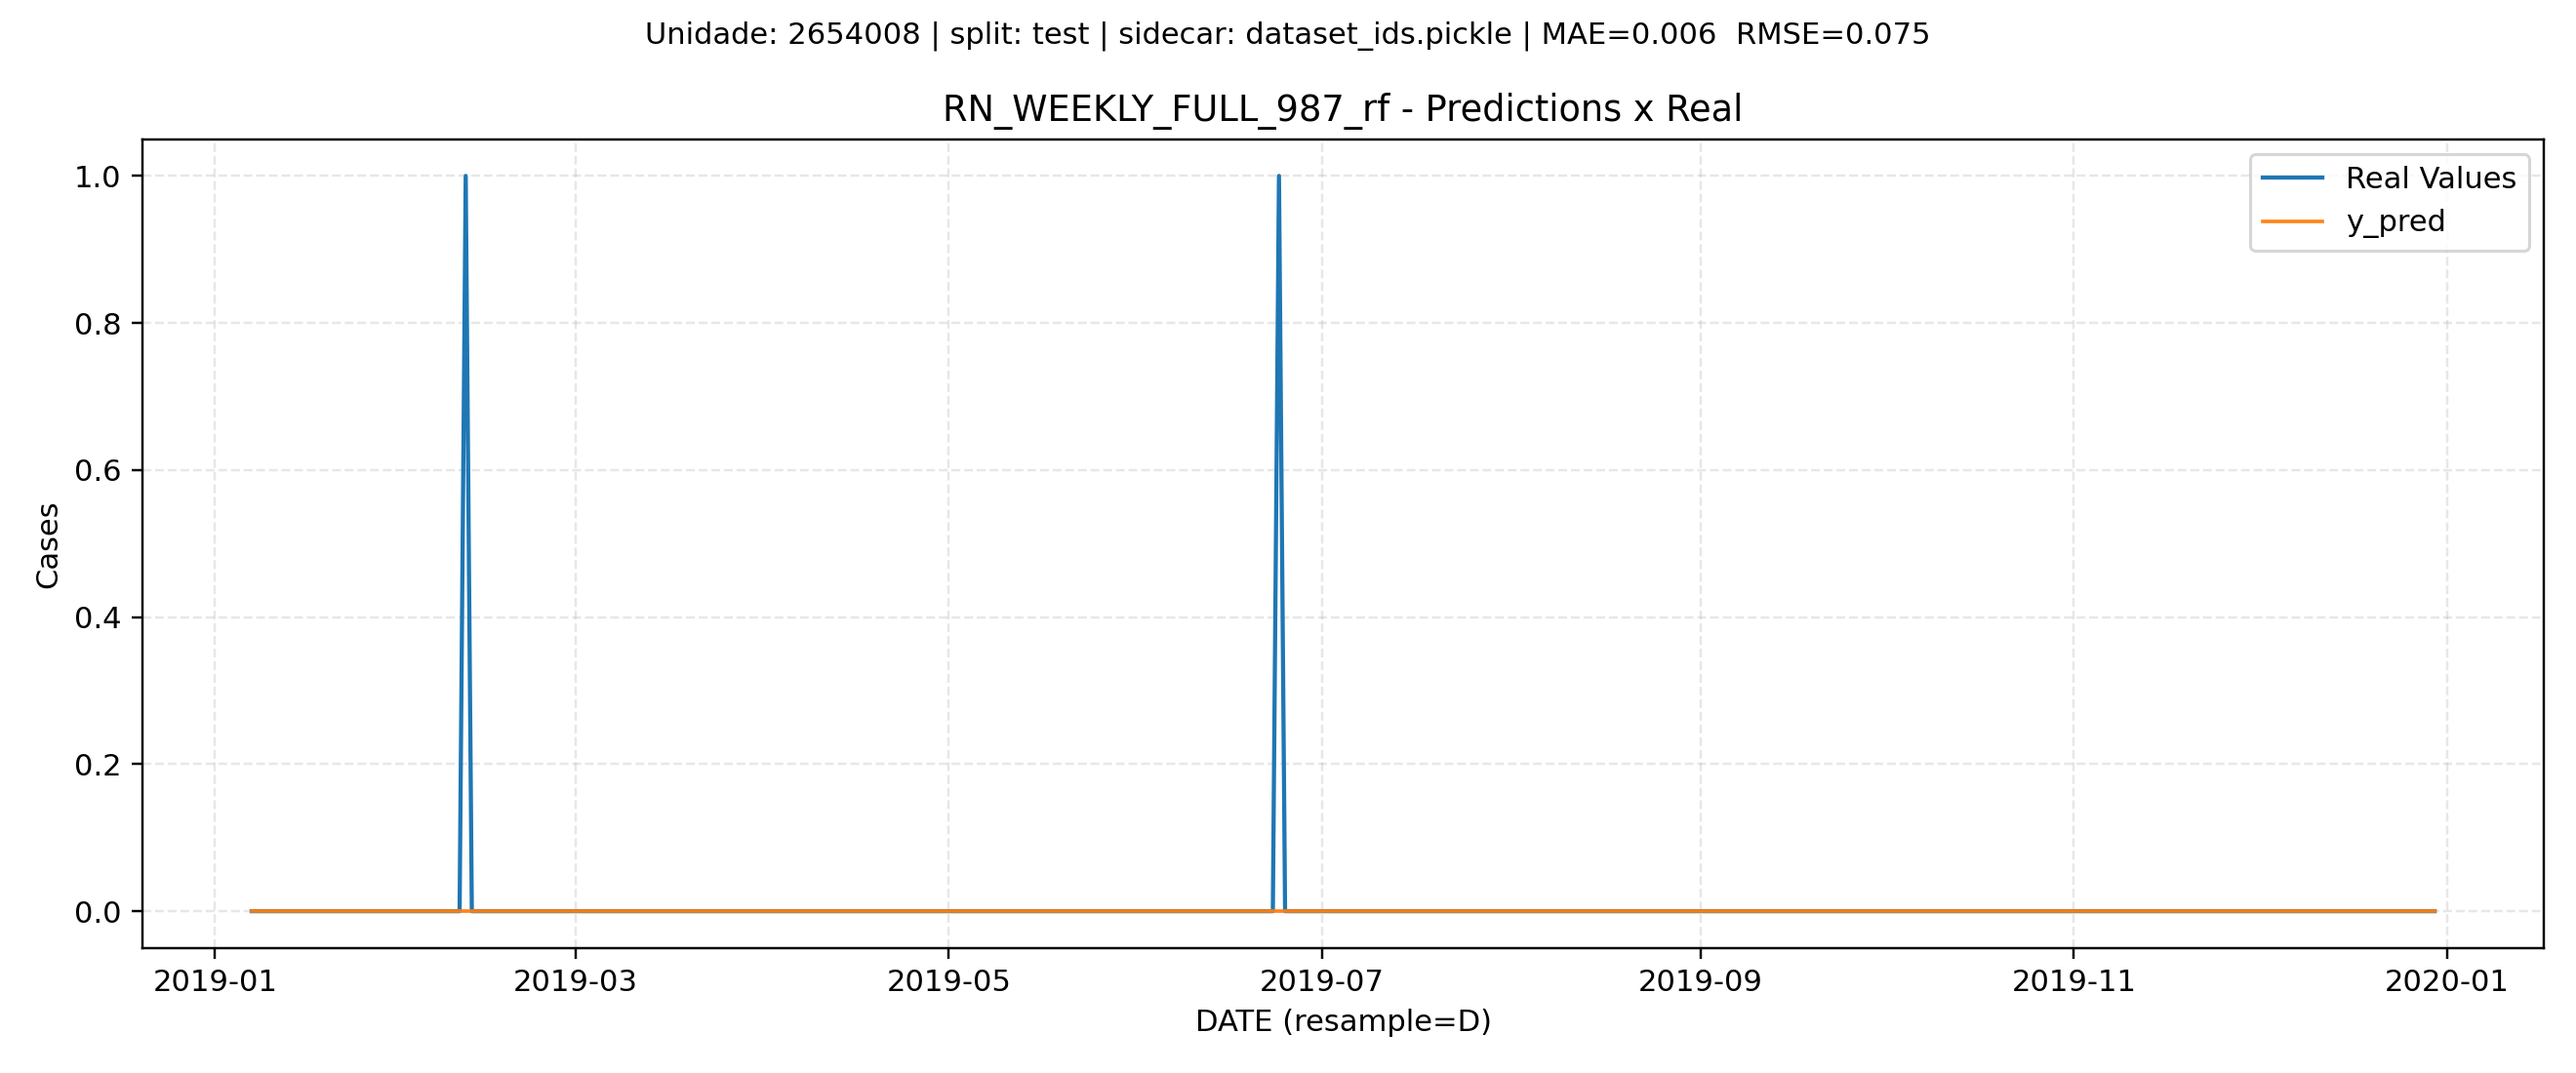 Unidade: 2654008 | split: test | sidecar: dataset_ids.pickle | MAE=0.006  RMSE=0.075
RN_WEEKLY_FULL_987_rf - Predictions x Real
Real Values
y_pred
1.0
0.8
0.6
0.4
0.2
0.0
Cases
2019-01
2019-03
2019-05
2019-07
2019-09
2019-11
2020-01
DATE (resample=D)